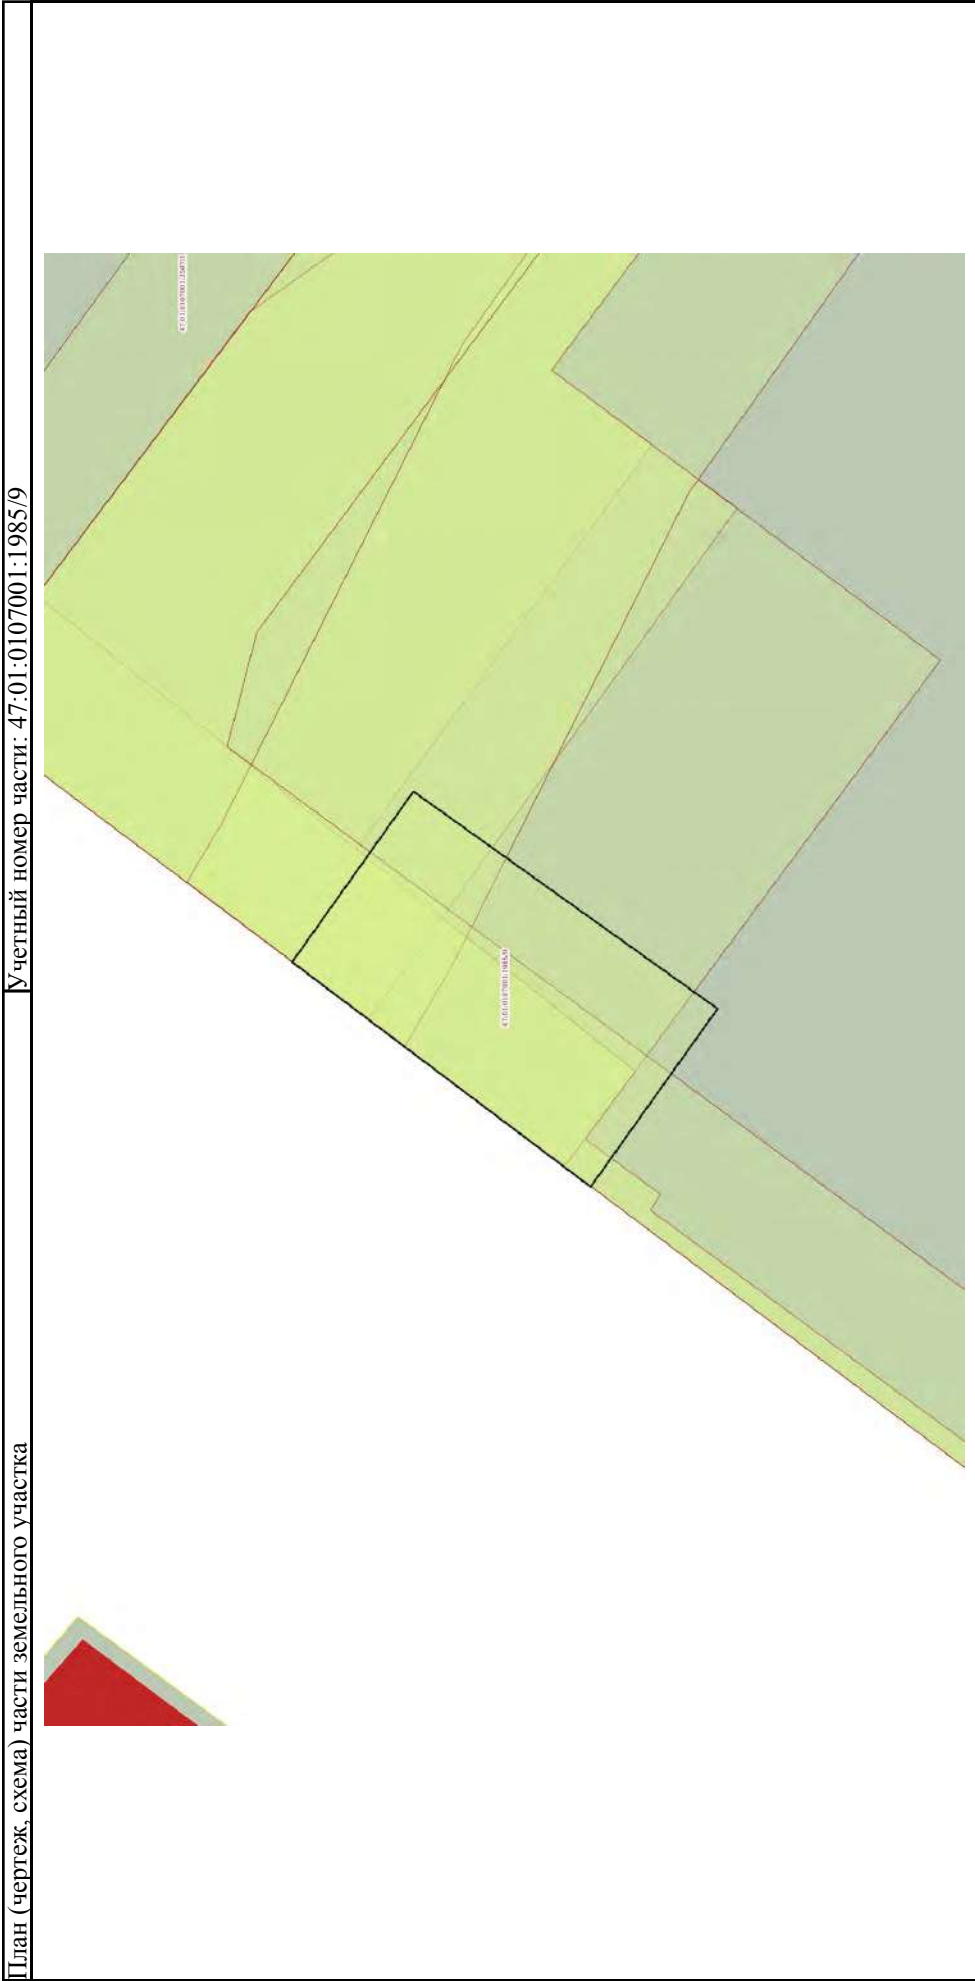 План (чертеж, схема) части земельного участка
Учетный номер части: 47:01:0107001:1985/9
47:01:0107001:1985/9